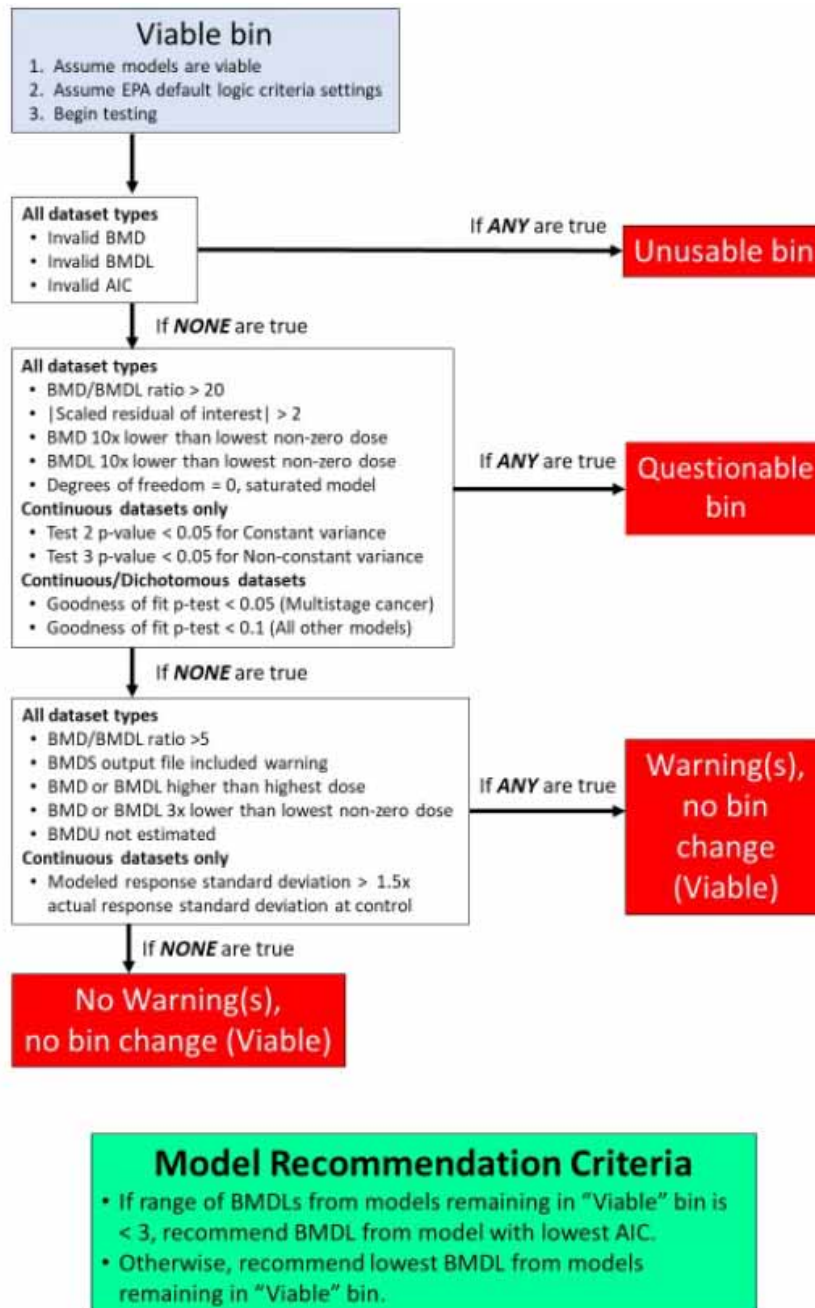 Viable bin
1. Assume models are viable
2. Assume EPA default logic criteria settings
3. Begin testing
All dataset types
• Invalid BMD
• Invalid BMDL
• Invalid AIC
If ANY are true
Unusable bin
If NONE are true
All dataset types
• BMD/BMDL ratio > 20
• |Scaled residual of interest| > 2
• BMD 10x lower than lowest non-zero dose
• BMDL 10x lower than lowest non-zero dose
• Degrees of freedom = 0, saturated model
Continuous datasets only
• Test 2 p-value < 0.05 for Constant variance
• Test 3 p-value < 0.05 for Non-constant variance
Continuous/Dichotomous datasets
• Goodness of fit p-test < 0.05 (Multistage cancer)
• Goodness of fit p-test < 0.1 (All other models)
If ANY are true
Questionable
bin
If NONE are true
All dataset types
• BMD/BMDL ratio >5
• BMDS output file included warning
• BMD or BMDL higher than highest dose
• BMD or BMDL 3x lower than lowest non-zero dose
• BMDU not estimated
Continuous datasets only
• Modeled response standard deviation > 1.5x
actual response standard deviation at control
If ANY are true
Warning(s),
no bin
change
(Viable)
If NONE are true
No Warning(s),
no bin change (Viable)
Model Recommendation Criteria
• If range of BMDLs from models remaining in “Viable” bin is
< 3, recommend BMDL from model with lowest AIC.
• Otherwise, recommend lowest BMDL from models
remaining in “Viable” bin.